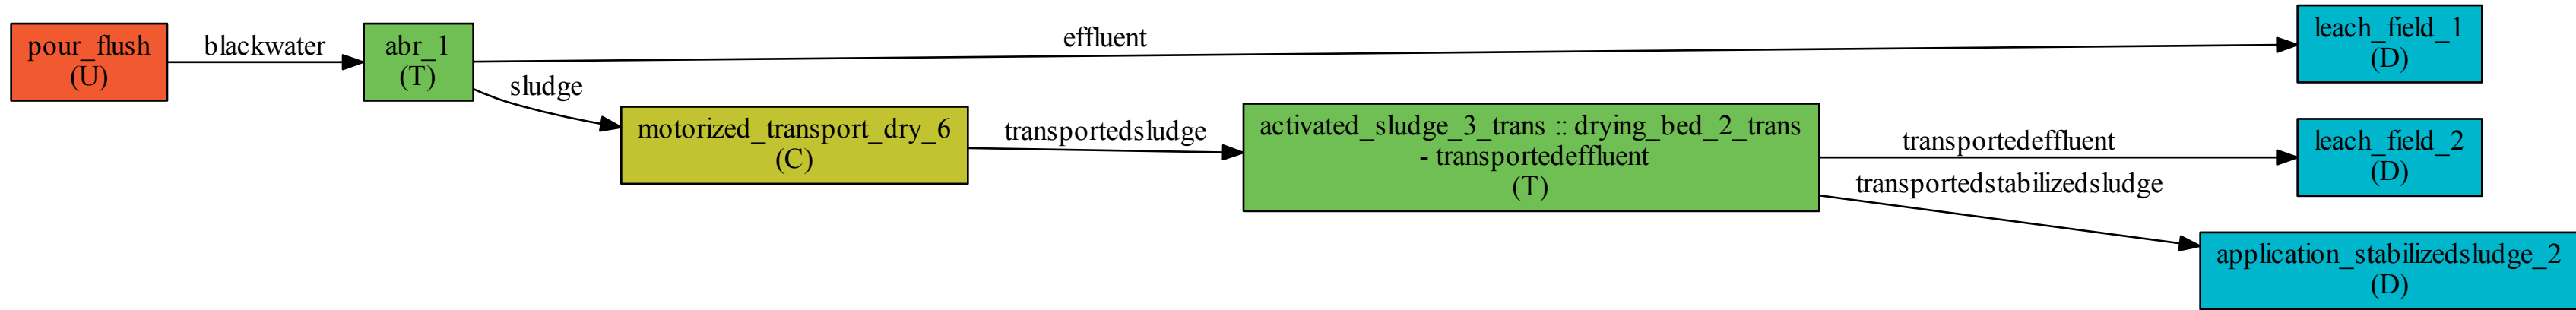 pour_flush
(U)
blackwater
abr_1
(T)
effluent
leach_field_1
(D)
sludge
motorized_transport_dry_6
(C)
transportedsludge
activated_sludge_3_trans :: drying_bed_2_trans
- transportedeffluent
(T)
transportedeffluent
leach_field_2
(D)
transportedstabilizedsludge
application_stabilizedsludge_2
(D)